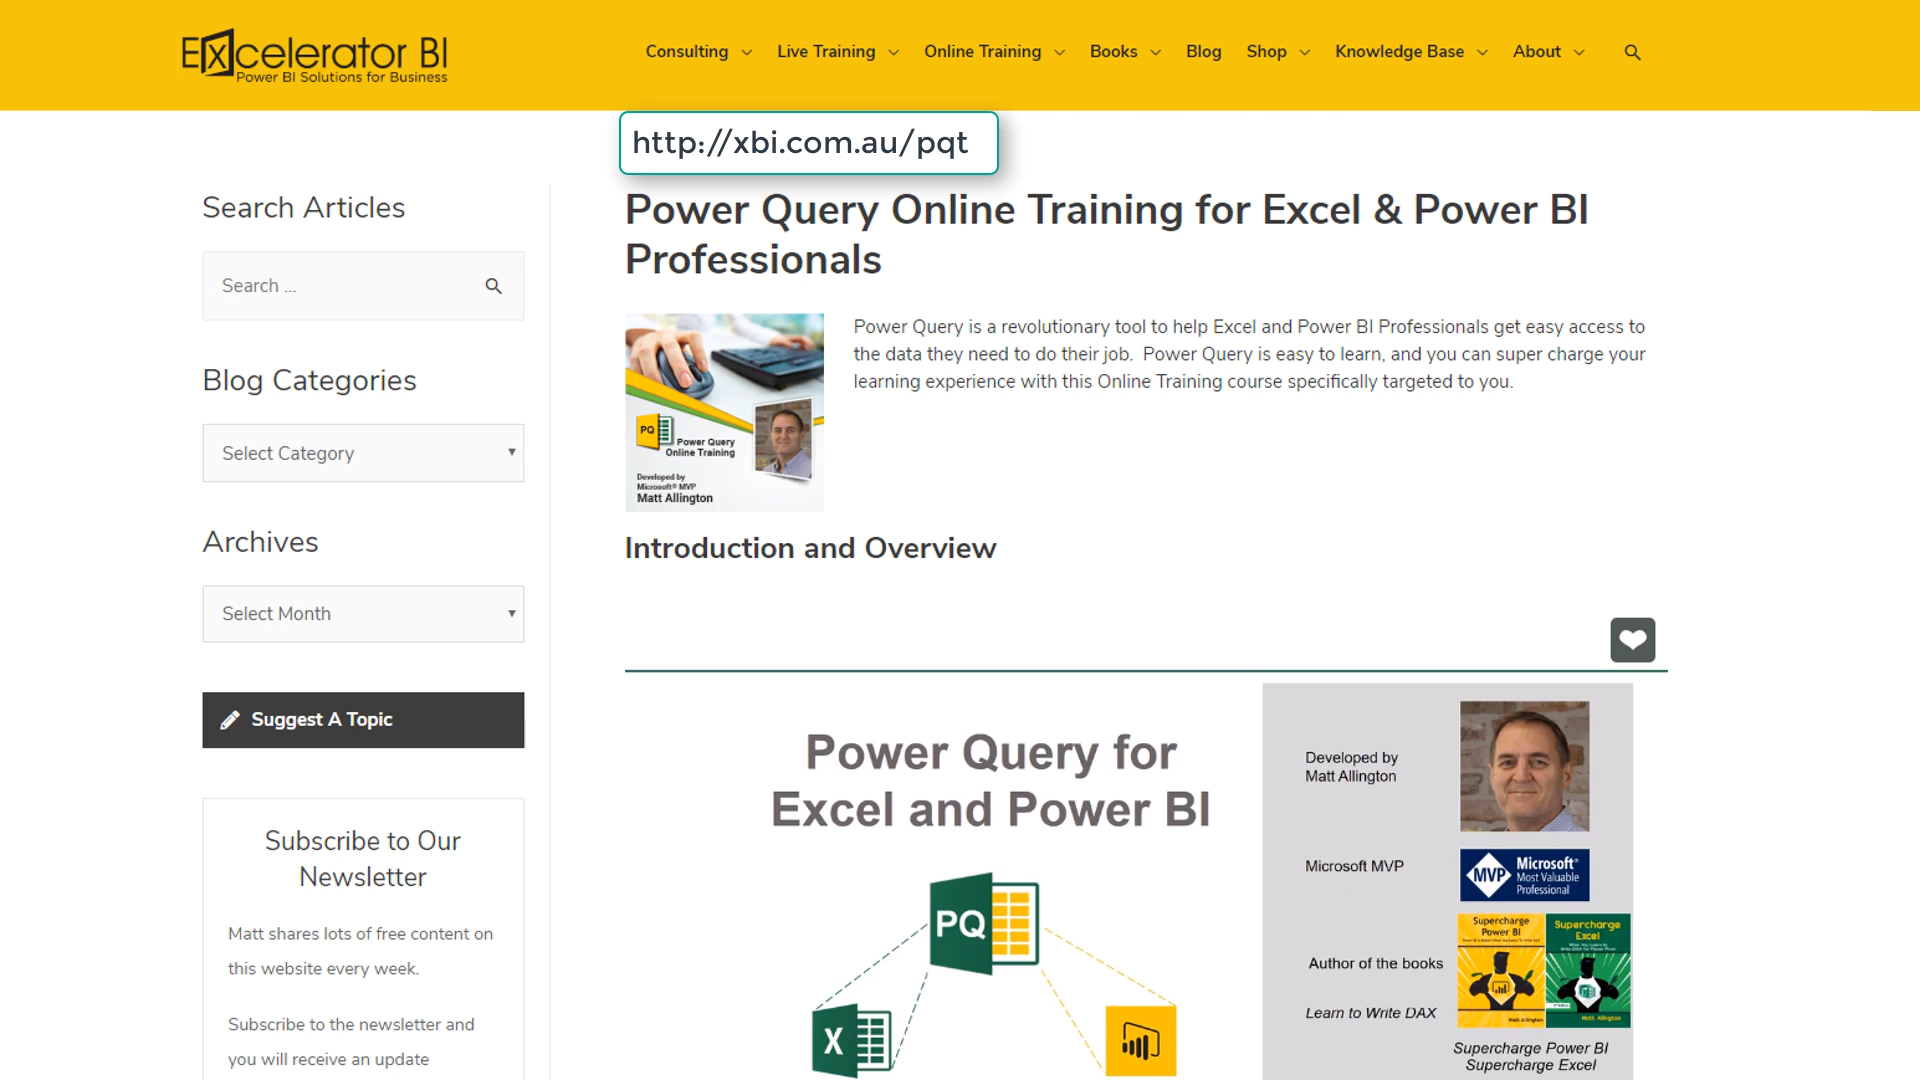 Excelerator BI
Power BI Solutions for Business
Consulting
Live Training
Online Training
Books
Blog
Shop
Knowledge Base
About
http://xbi.com.au/pqt
Search Articles
Search ...
Blog Categories
Select Category
Archives
Select Month
Suggest A Topic
Subscribe to Our
Newsletter
Matt shares lots of free content on
this website every week.
Subscribe to the newsletter and
you will receive an update
Power Query Online Training for Excel & Power BI
Professionals
PQ
Power Query
Online Training
Developed by
Microsoft® MVP
Matt Allington
Power Query is a revolutionary tool to help Excel and Power BI Professionals get easy access to
the data they need to do their job.  Power Query is easy to learn, and you can super charge your
learning experience with this Online Training course specifically targeted to you.
Introduction and Overview
Power Query for
Excel and Power BI
PQ
X
Developed by
Matt Allington
Microsoft MVP
MVP
Microsoft®
Most Valuable
Professional
Author of the books
Learn to Write DAX
Supercharge
Power BI
Matt Allington
Supercharge
Excel
Matt Allington
Supercharge Power BI
Supercharge Excel